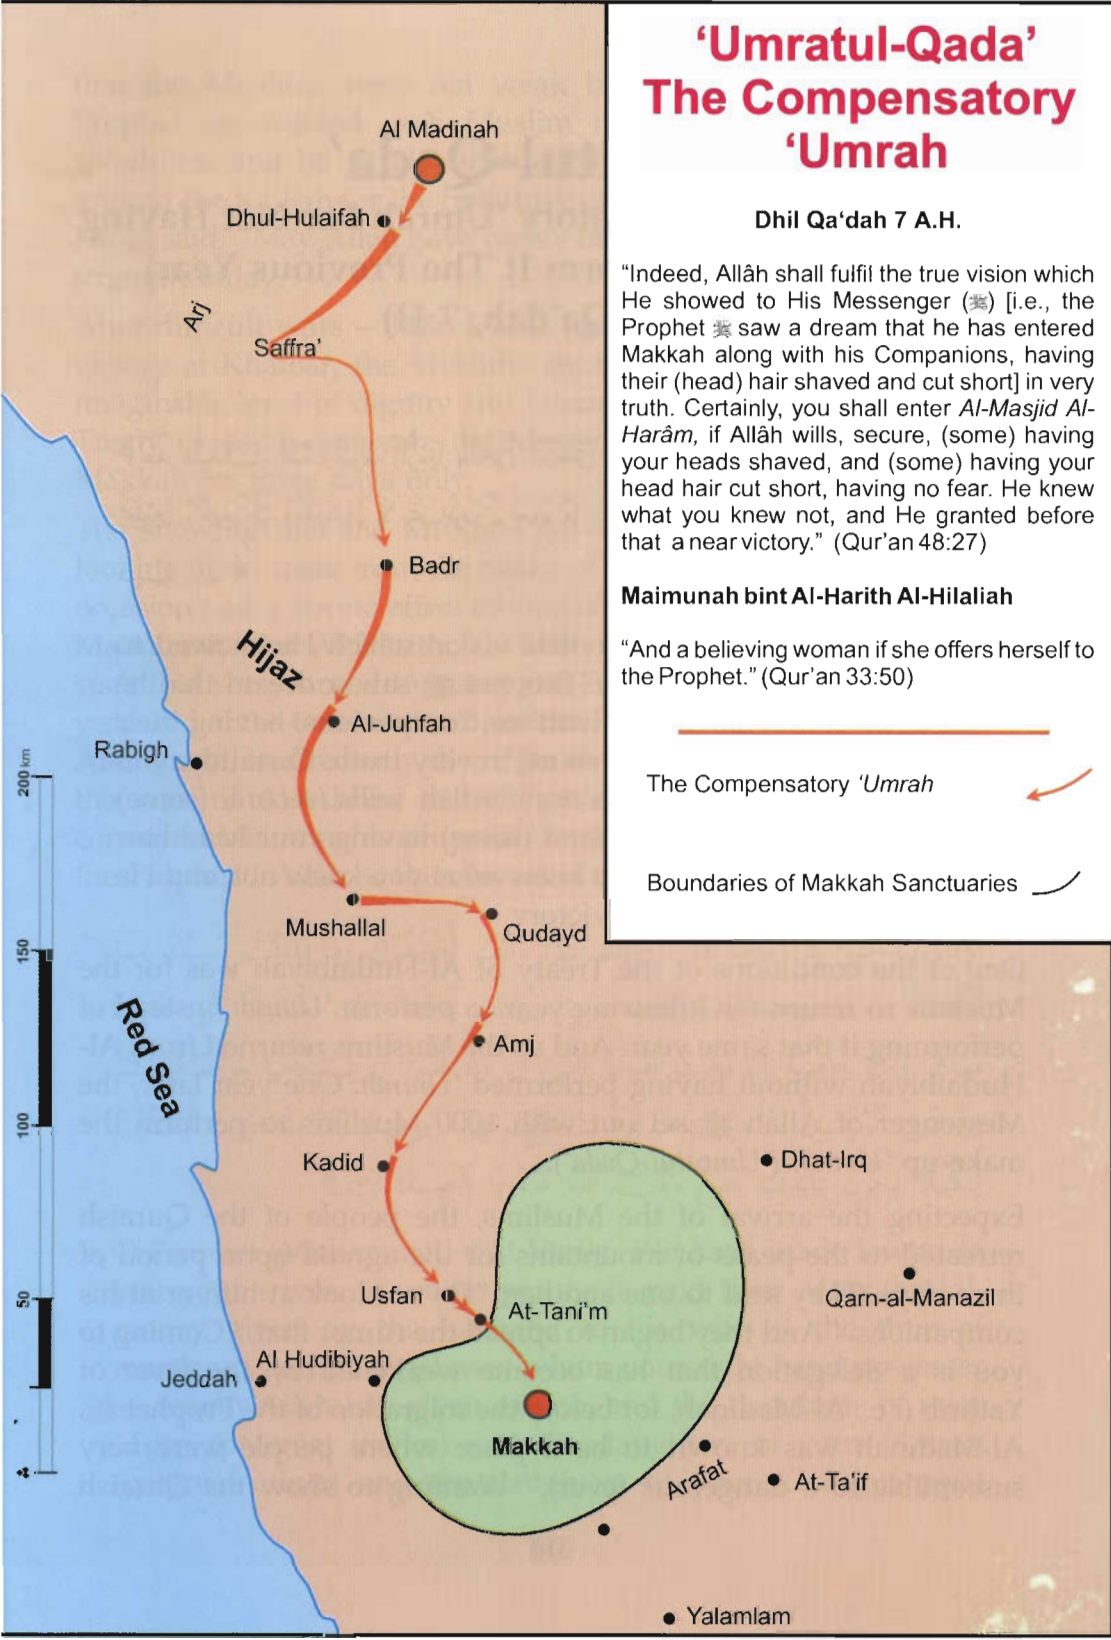 ‘Umratul-Qada’
The Compensatory
‘Umrah
Dhil Qa‘dah 7 A.H.
“Indeed, Allâh shall fulfil the true vision which
He showed to His Messenger (ﷺ) [i.e., the
Prophet ﷺ saw a dream that he has entered
Makkah along with his Companions, having
their (head) hair shaved and cut short] in very
truth. Certainly, you shall enter Al-Masjid Al-
Harâm, if Allâh wills, secure, (some) having
your heads shaved, and (some) having your
head hair cut short, having no fear. He knew
what you knew not, and He granted before
that a near victory.” (Qur’an 48:27)
Maimunah bint Al-Harith Al-Hilaliah
“And a believing woman if she offers herself to
the Prophet.” (Qur’an 33:50)
The Compensatory ‘Umrah
Boundaries of Makkah Sanctuaries
Al Madinah
Dhul-Hulaifah
Arj
Saffra’
Badr
Hijaz
Al-Juhfah
Rabigh
200 km
Mushallal
Qudayd
150
Red Sea
Amj
100
Kadid
Dhat-Irq
Qarn-al-Manazil
50
Usfan
At-Tani’m
Al Hudibiyah
Jeddah
Makkah
Arafat
At-Ta’if
Yalamlam